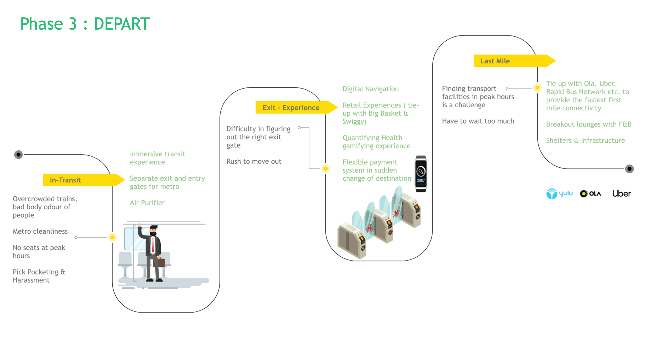 Phase 3 : DEPART
In-Transit
Overcrowded trains,
bad body odour of
people
Metro cleanliness
No seats at peak
hours
Pick Pocketing &
Harassment
Immersive transit
experience
Separate exit and entry
gates for metro
Air Purifier
Exit - Experience
Difficulty in figuring
out the right exit
gate
Rush to move out
Digital Navigation
Retail Experiences ( tie-
up with Big Basket &
Swiggy)
Quantifying Health-
gamifying experience
Flexible payment
system in sudden
change of destination
Last Mile
Finding transport
facilities in peak hours
is a challenge
Have to wait too much
Tie up with Ola, Uber,
Rapid Bus Network etc. to
provide the fastest first
mile connectivity
Breakout lounges with F&B
Shelters & Infrastructure
yulu
OLA
Uber